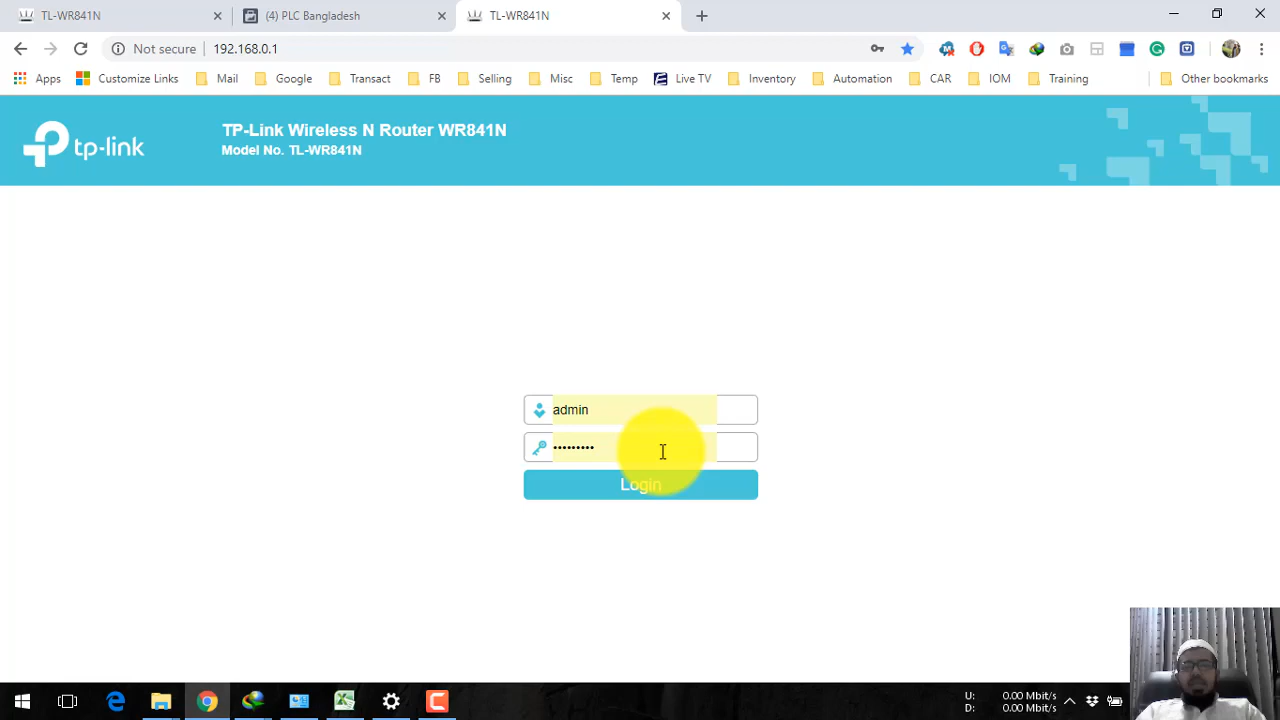 TL-WR841N
(4) PLC Bangladesh
TL-WR841N
Not secure
192.168.0.1
Apps
Customize Links
Mail
Google
Transact
FB
Selling
Misc
Temp
Live TV
Inventory
Automation
CAR
IOM
Training
Other bookmarks
tp-link
TP-Link Wireless N Router WR841N
Model No. TL-WR841N
admin
•••••••••
Login
U: 0.00 Mbit/s
D: 0.00 Mbit/s